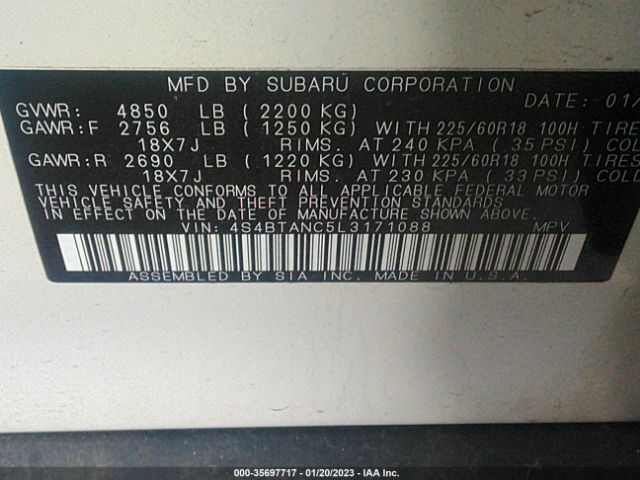 MFD BY SUBARU CORPORATION
DATE: 01
GVWR: 4850 LB ( 2200 KG)
GAWR:F 2756 LB ( 1250 KG) WITH 225/60R18 100H TIRE
18X7J RIMS. AT 240 KPA ( 35 PSI) COL
GAWR:R 2690 LB ( 1220 KG) WITH 225/60R18 100H TIRES
18X7J RIMS. AT 230 KPA ( 33 PSI) COLD
THIS VEHICLE CONFORMS TO ALL APPLICABLE FEDERAL MOTOR
VEHICLE SAFETY AND THEFT PREVENTION STANDARDS IN
EFFECT ON THE DATE OF MANUFACTURE SHOWN ABOVE.
VIN: 4S4BTANC5L3171088 MPV
ASSEMBLED BY SIA INC. MADE IN U.S.A.
000-35697717 - 01/20/2023 - IAA Inc.